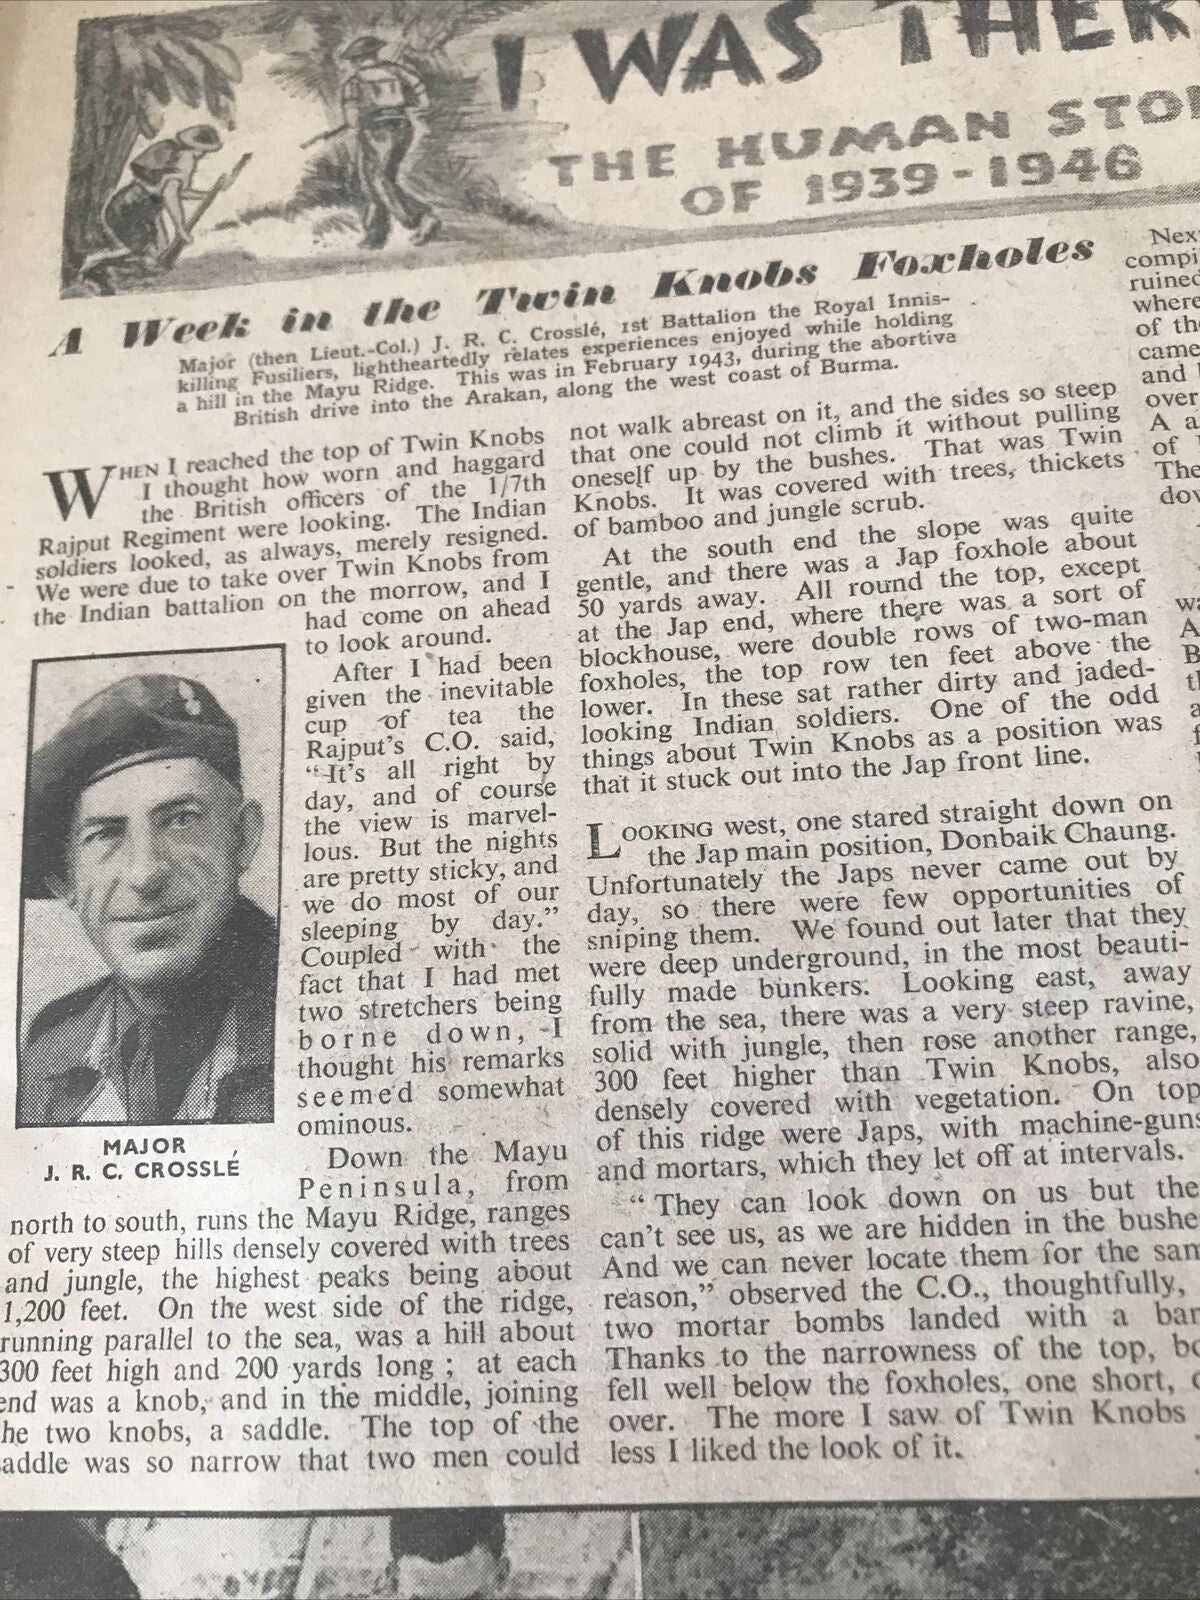 I WAS THER
THE HUMAN STO
OF 1939-1946
A Week in the Twin Knobs Foxholes
Major (then Lieut.-Col.) J. R. C. Crosslé, 1st Battalion the Royal Innis-
killing Fusiliers, lightheartedly relates experiences enjoyed while holding
a hill in the Mayu Ridge. This was in February 1943, during the abortive
British drive into the Arakan, along the west coast of Burma.
WHEN I reached the top of Twin Knobs
I thought how worn and haggard
the British officers of the 1/7th
Rajput Regiment were looking. The Indian
soldiers looked, as always, merely resigned.
We were due to take over Twin Knobs from
the Indian battalion on the morrow, and I
had come on ahead
to look around.
After I had been
given the inevitable
cup of tea the
Rajput's C.O. said,
"It's all right by
day, and of course
the view is marvel-
lous. But the nights
are pretty sticky, and
we do most of our
sleeping by day."
Coupled with the
fact that I had met
two stretchers being
borne down, I
thought his remarks
seemed somewhat
ominous.
MAJOR
J. R. C. CROSSLÉ
Down the Mayu
Peninsula, from
north to south, runs the Mayu Ridge, ranges
of very steep hills densely covered with trees
and jungle, the highest peaks being about
1,200 feet. On the west side of the ridge,
running parallel to the sea, was a hill about
300 feet high and 200 yards long ; at each
end was a knob, and in the middle, joining
he two knobs, a saddle. The top of the
saddle was so narrow that two men could
not walk abreast on it, and the sides so steep
that one could not climb it without pulling
oneself up by the bushes. That was Twin
Knobs. It was covered with trees, thickets
of bamboo and jungle scrub.
At the south end the slope was quite
gentle, and there was a Jap foxhole about
50 yards away. All round the top, except
at the Jap end, where there was a sort of
blockhouse, were double rows of two-man
foxholes, the top row ten feet above the
lower. In these sat rather dirty and jaded-
looking Indian soldiers. One of the odd
things about Twin Knobs as a position was
that it stuck out into the Jap front line.
LOOKING west, one stared straight down on
the Jap main position, Donbaik Chaung.
Unfortunately the Japs never came out by
day, so there were few opportunities of
sniping them. We found out later that they
were deep underground, in the most beauti-
fully made bunkers. Looking east, away
from the sea, there was a very steep ravine,
solid with jungle, then rose another range,
300 feet higher than Twin Knobs, also
densely covered with vegetation. On top
of this ridge were Japs, with machine-guns
and mortars, which they let off at intervals.
"They can look down on us but the
can't see us, as we are hidden in the bushe
And we can never locate them for the sam
reason," observed the C.O., thoughtfully,
two mortar bombs landed with a ban
Thanks to the narrowness of the top, bo
fell well below the foxholes, one short,
over. The more I saw of Twin Knobs
less I liked the look of it.
Nex
compi
ruined
where
of the
came
and
over
A a
of
The
dov
wa
A
B